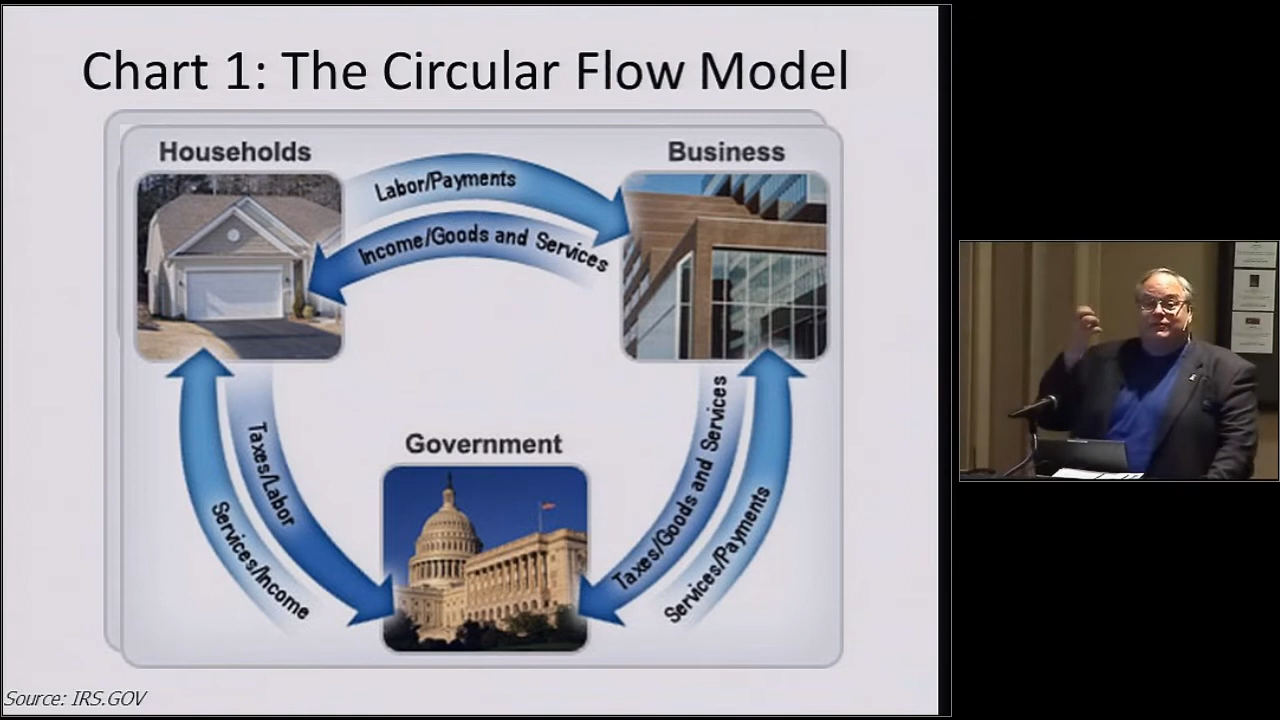 Chart 1: The Circular Flow Model
Households
Business
Labor/Payments
Income/Goods and Services
Government
Taxes/Labor
Services/Income
Taxes/Goods and Services
Services/Payments
Source: IRS.GOV